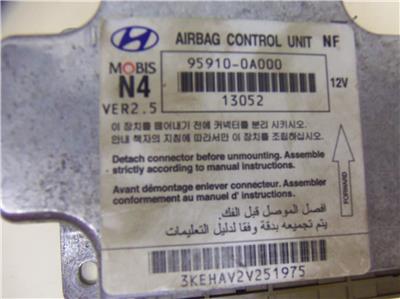 AIRBAG CONTROL UNIT NF
MOBIS
95910-0A000
N4
12V
VER2.5
13052
이 장치를 떼어내기 전에 커넥터를 분리 시키시오.
안내 책자의 지침에 따라서만 이 장치를 조립하십시오.
Detach connector before unmounting. Assemble
strictly according to manual instructions.
Avant démontage enlever connecteur. Assembler
conformement au manuel d' instructions.
FORWARD
افصل الموصل قبل الفك.
يتم تجميعه بدقة وفقا لدليل التعليمات
3KEHAV2V251975